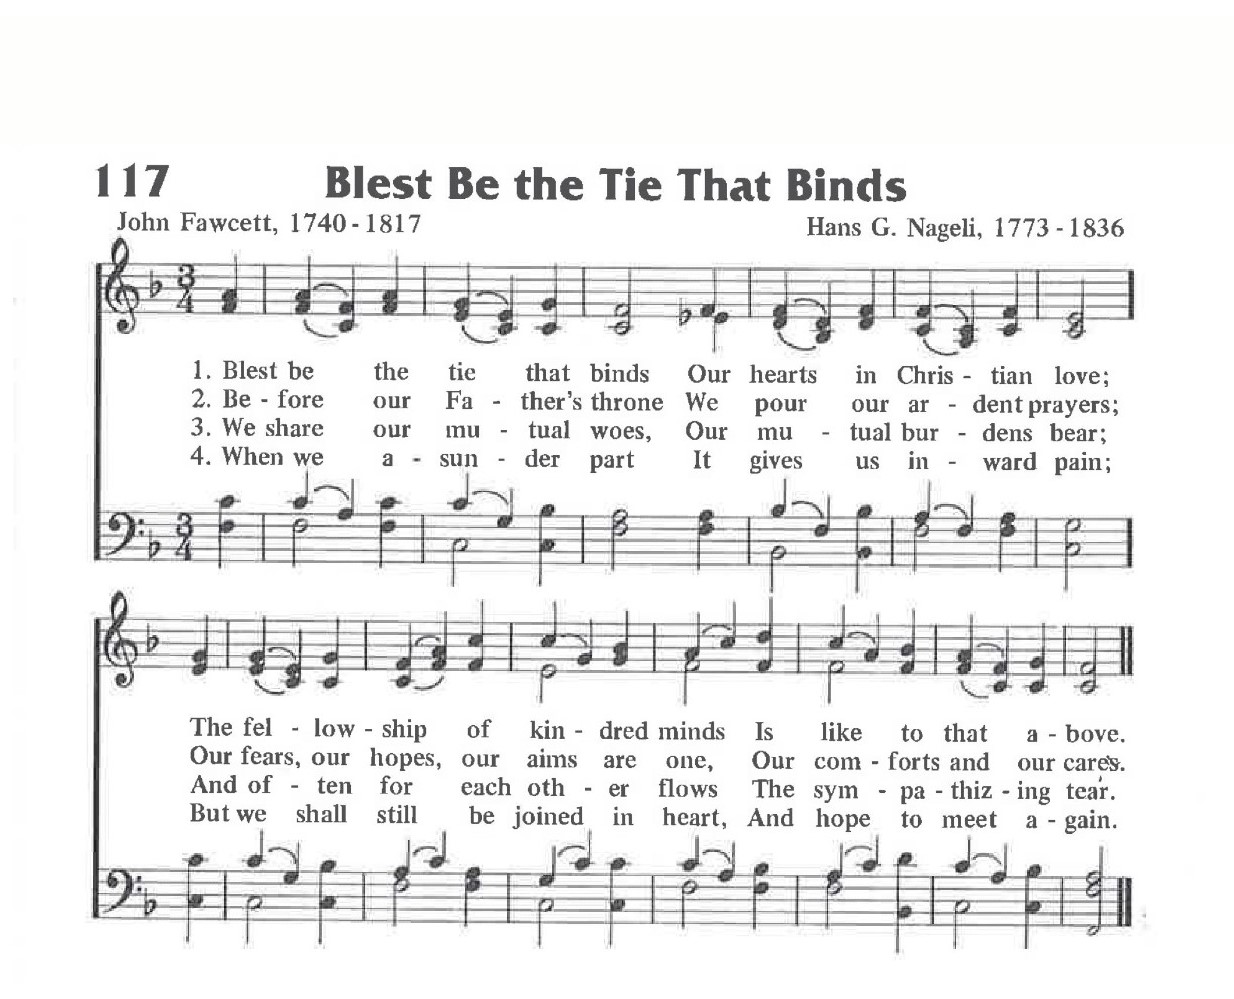 117 Blest Be the Tie That Binds
John Fawcett, 1740-1817 Hans G. Nageli, 1773-1836
3
4
1. Blest be the tie that binds Our hearts in Chris - tian love;
2. Be - fore our Fa - ther's throne We pour our ar - dent prayers;
3. We share our mu - tual woes, Our mu - tual bur - dens bear;
4. When we a - sun - der part It gives us in - ward pain;
3
4
The fel - low - ship of kin - dred minds Is like to that a - bove.
Our fears, our hopes, our aims are one, Our com - forts and our cares.
And of - ten for each oth - er flows The sym - pa - thiz - ing tear.
But we shall still be joined in heart, And hope to meet a - gain.